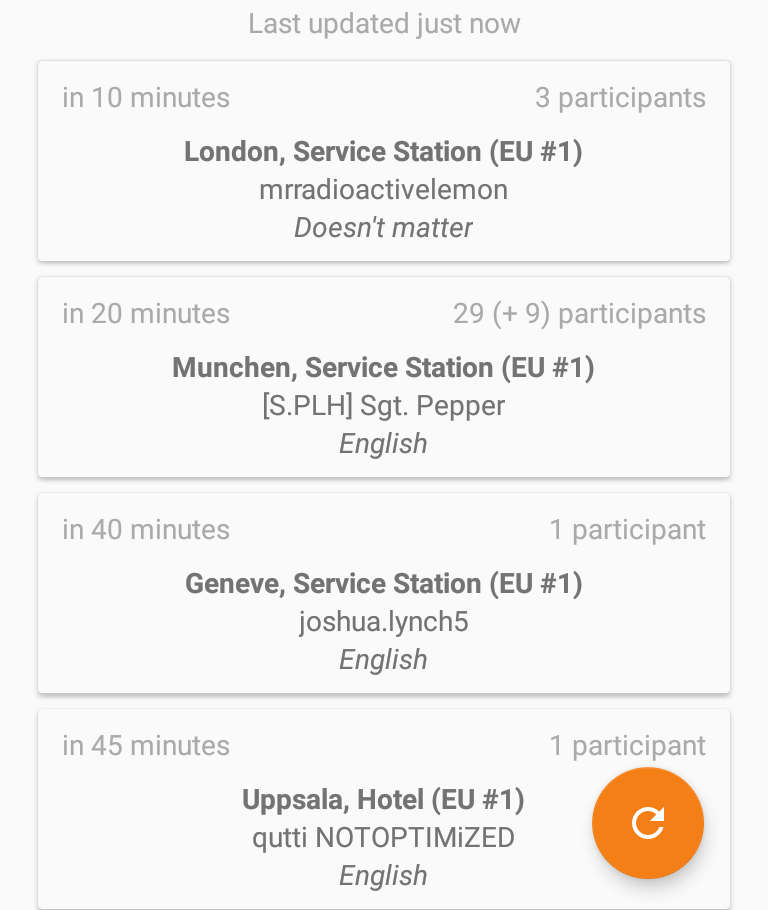 Last updated just now
in 10 minutes 3 participants
London, Service Station (EU #1)
mrradioactivelemon
Doesn't matter
in 20 minutes 29 (+ 9) participants
Munchen, Service Station (EU #1)
[S.PLH] Sgt. Pepper
English
in 40 minutes 1 participant
Geneve, Service Station (EU #1)
joshua.lynch5
English
in 45 minutes 1 participant
Uppsala, Hotel (EU #1)
qutti NOTOPTIMiZED
English